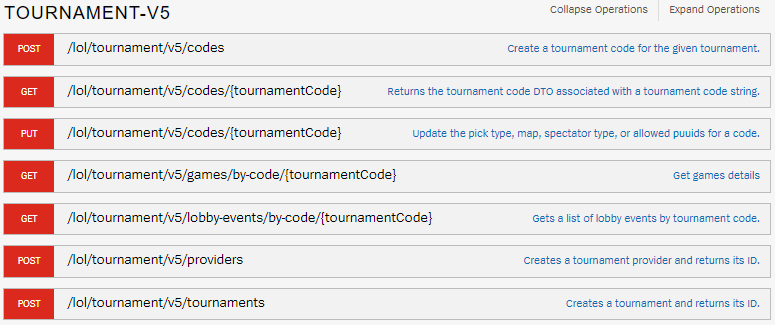 TOURNAMENT-V5 Collapse Operations Expand Operations
POST /lol/tournament/v5/codes Create a tournament code for the given tournament.
GET /lol/tournament/v5/codes/{tournamentCode} Returns the tournament code DTO associated with a tournament code string.
PUT /lol/tournament/v5/codes/{tournamentCode} Update the pick type, map, spectator type, or allowed puuids for a code.
GET /lol/tournament/v5/games/by-code/{tournamentCode} Get games details
GET /lol/tournament/v5/lobby-events/by-code/{tournamentCode} Gets a list of lobby events by tournament code.
POST /lol/tournament/v5/providers Creates a tournament provider and returns its ID.
POST /lol/tournament/v5/tournaments Creates a tournament and returns its ID.